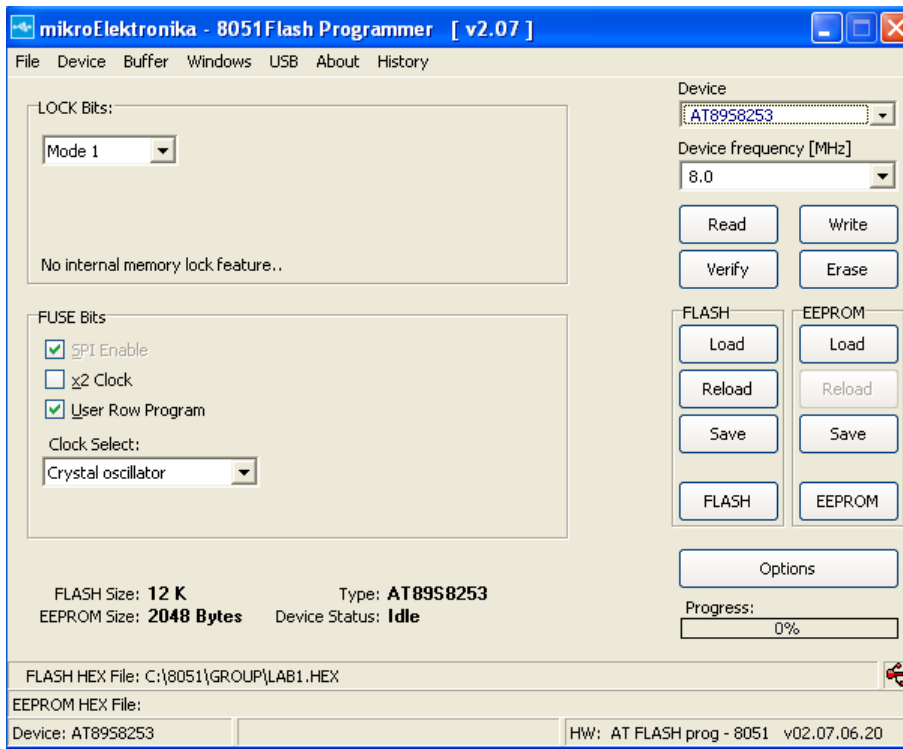 mikroElektronika - 8051Flash Programmer [ v2.07 ]
File Device Buffer Windows USB About History
LOCK Bits:
Mode 1
No internal memory lock feature..
FUSE Bits
SPI Enable
x2 Clock
User Row Program
Clock Select:
Crystal oscillator
FLASH Size: 12 K
Type: AT89S8253
EEPROM Size: 2048 Bytes
Device Status: Idle
Device
AT89S8253
Device frequency [MHz]
8.0
Read Write
Verify Erase
FLASH EEPROM
Load Load
Reload Reload
Save Save
FLASH EEPROM
Options
Progress:
0%
FLASH HEX File: C:\8051\GROUP\LAB1.HEX
EEPROM HEX File:
Device: AT89S8253
HW: AT FLASH prog - 8051 v02.07.06.20